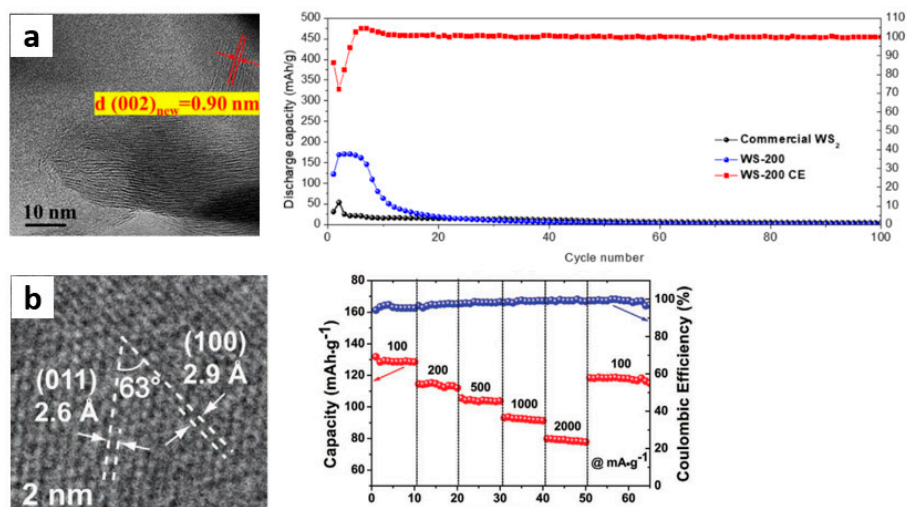 a
d (002)new=0.90 nm
10 nm
Discharge capacity (mAh/g)
500
450
400
350
300
250
200
150
100
50
0
110
100
90
80
70
60
50
40
30
20
10
0
Commercial WS₂
WS-200
WS-200 CE
0 20 40 60 80 100
Cycle number
b
(011)
2.6 Å
63°
(100)
2.9 Å
2 nm
Capacity (mAh·g⁻¹)
160
140
120
100
80
60
100
200
500
1000
2000
100
@ mA·g⁻¹
100
80
60
40
20
0
Coulombic Efficiency (%)
0 10 20 30 40 50 60